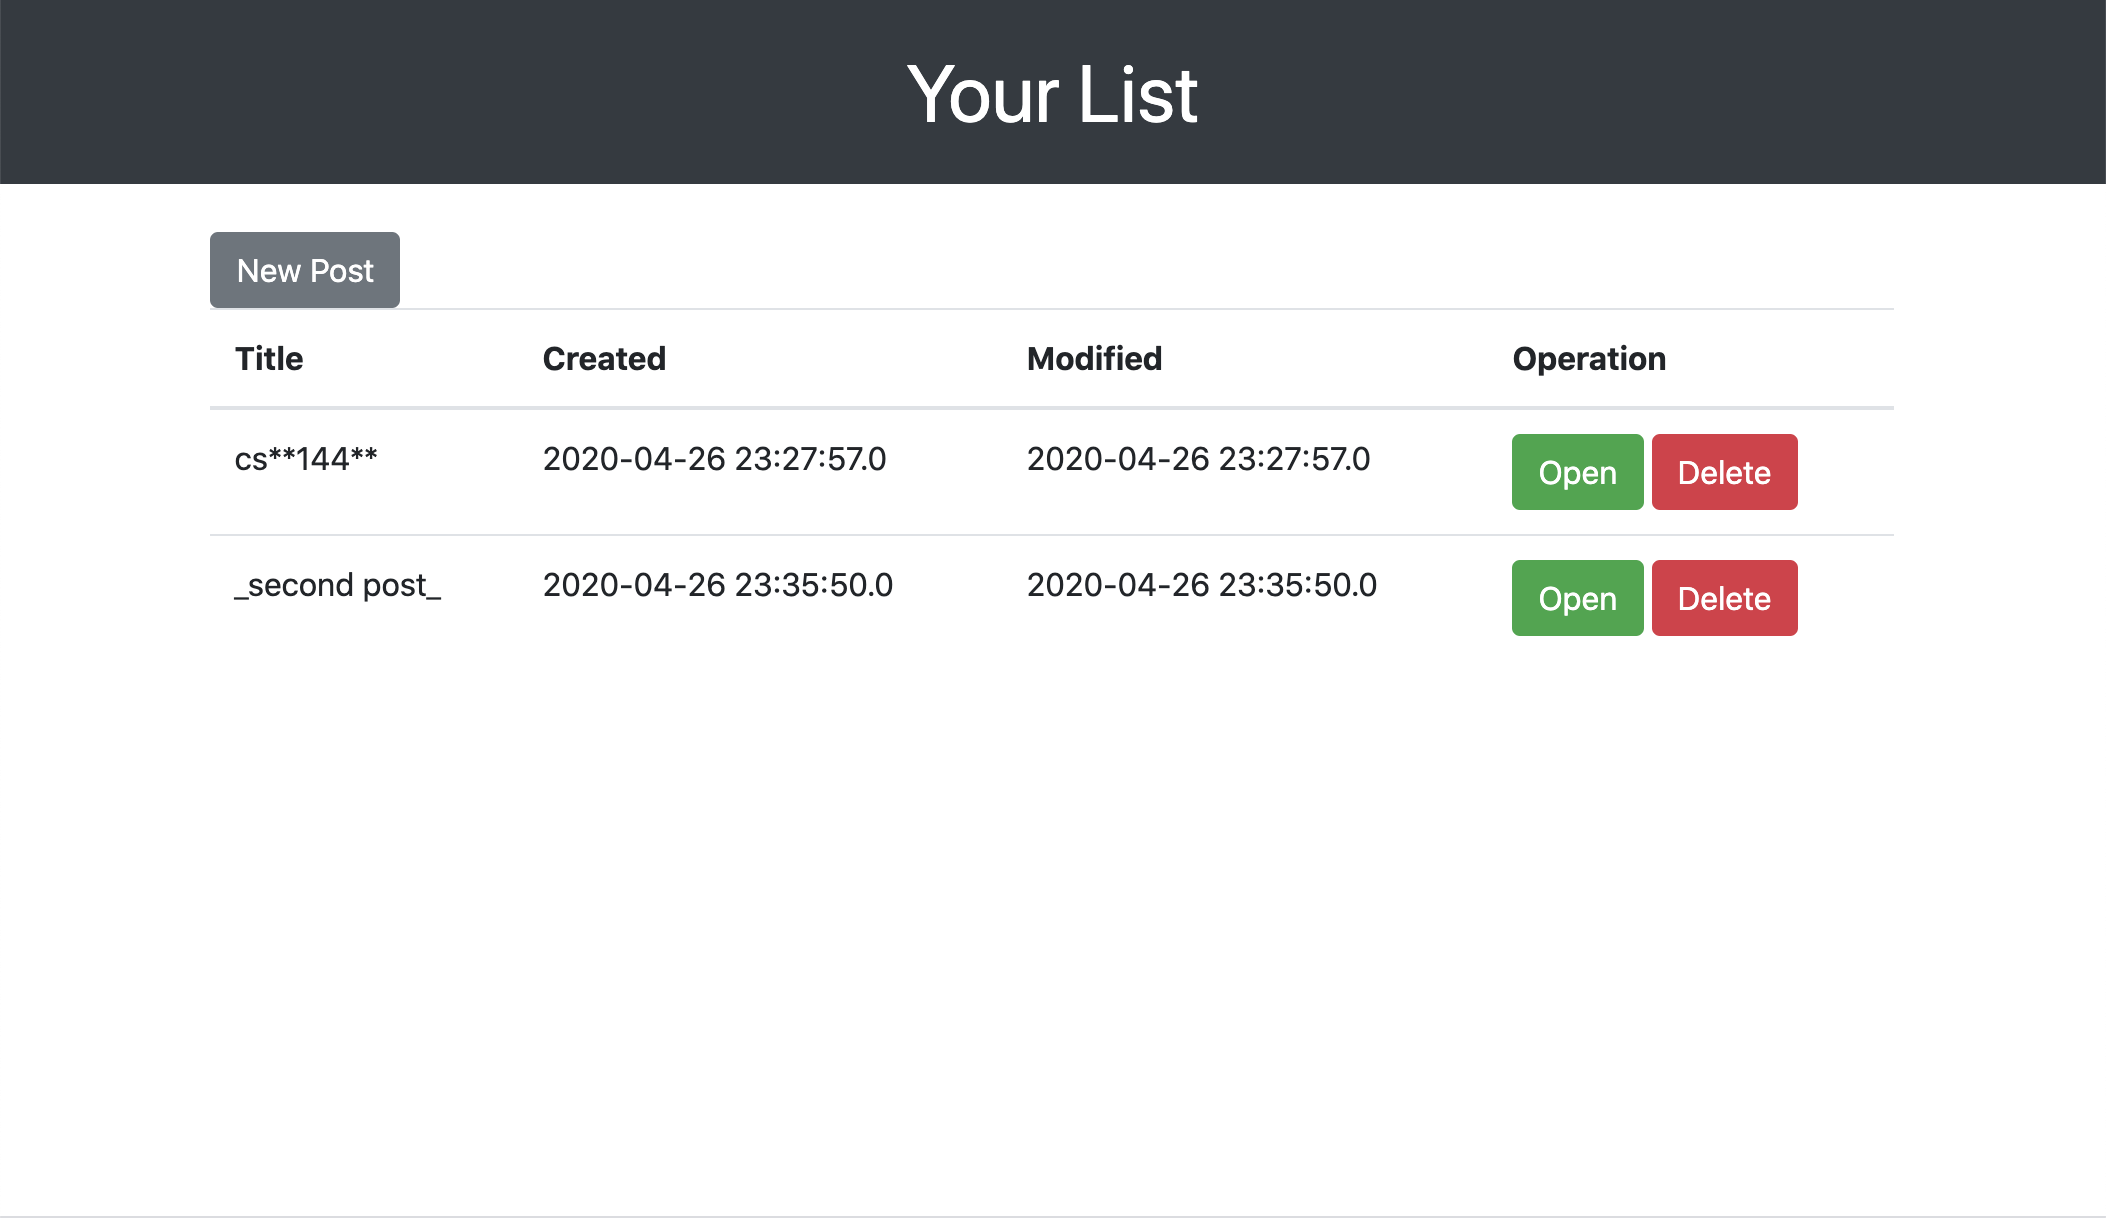 Your List
New Post
Title Created Modified Operation
cs**144** 2020-04-26 23:27:57.0 2020-04-26 23:27:57.0 Open Delete
_second post_ 2020-04-26 23:35:50.0 2020-04-26 23:35:50.0 Open Delete